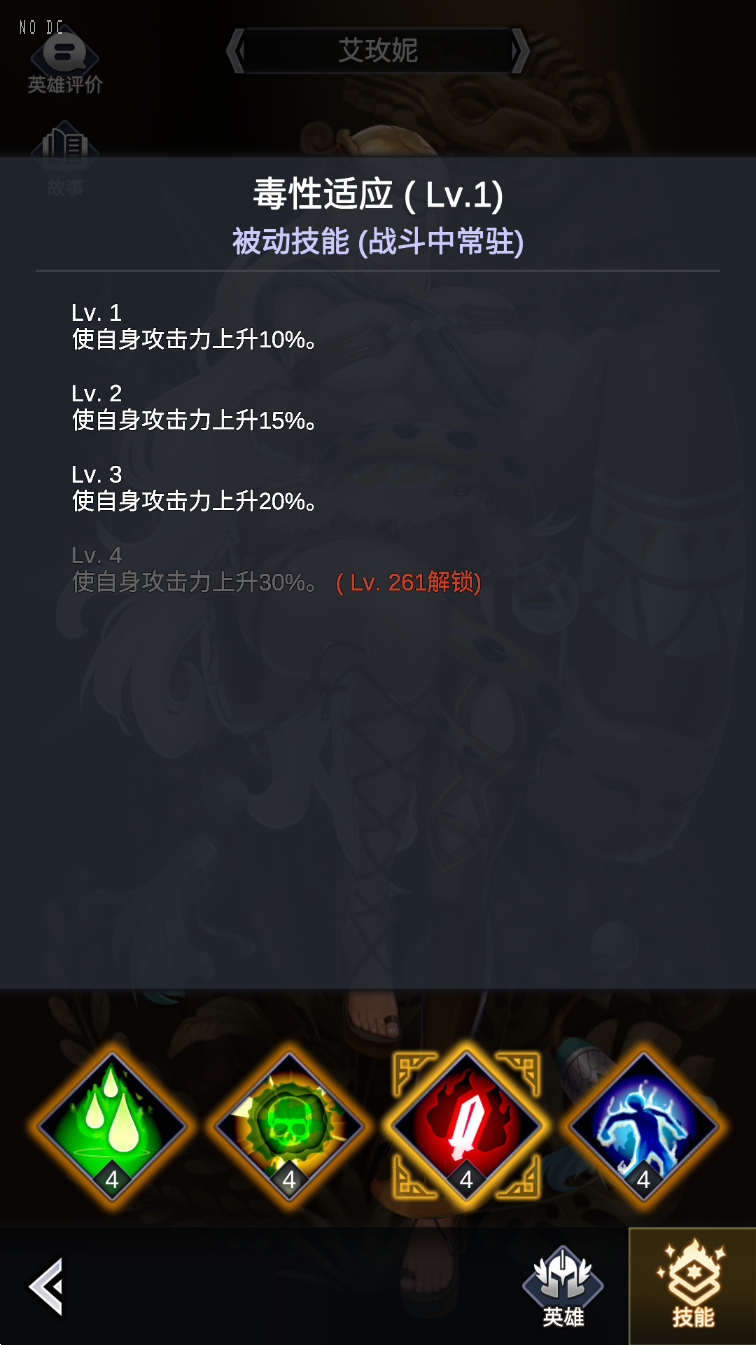 NO DC
艾玫妮
英雄评价
故事
毒性适应 ( Lv.1)
被动技能 (战斗中常驻)
Lv. 1
使自身攻击力上升10%。
Lv. 2
使自身攻击力上升15%。
Lv. 3
使自身攻击力上升20%。
Lv. 4
使自身攻击力上升30%。 ( Lv. 261解锁)
4 4 4 4
英雄 技能